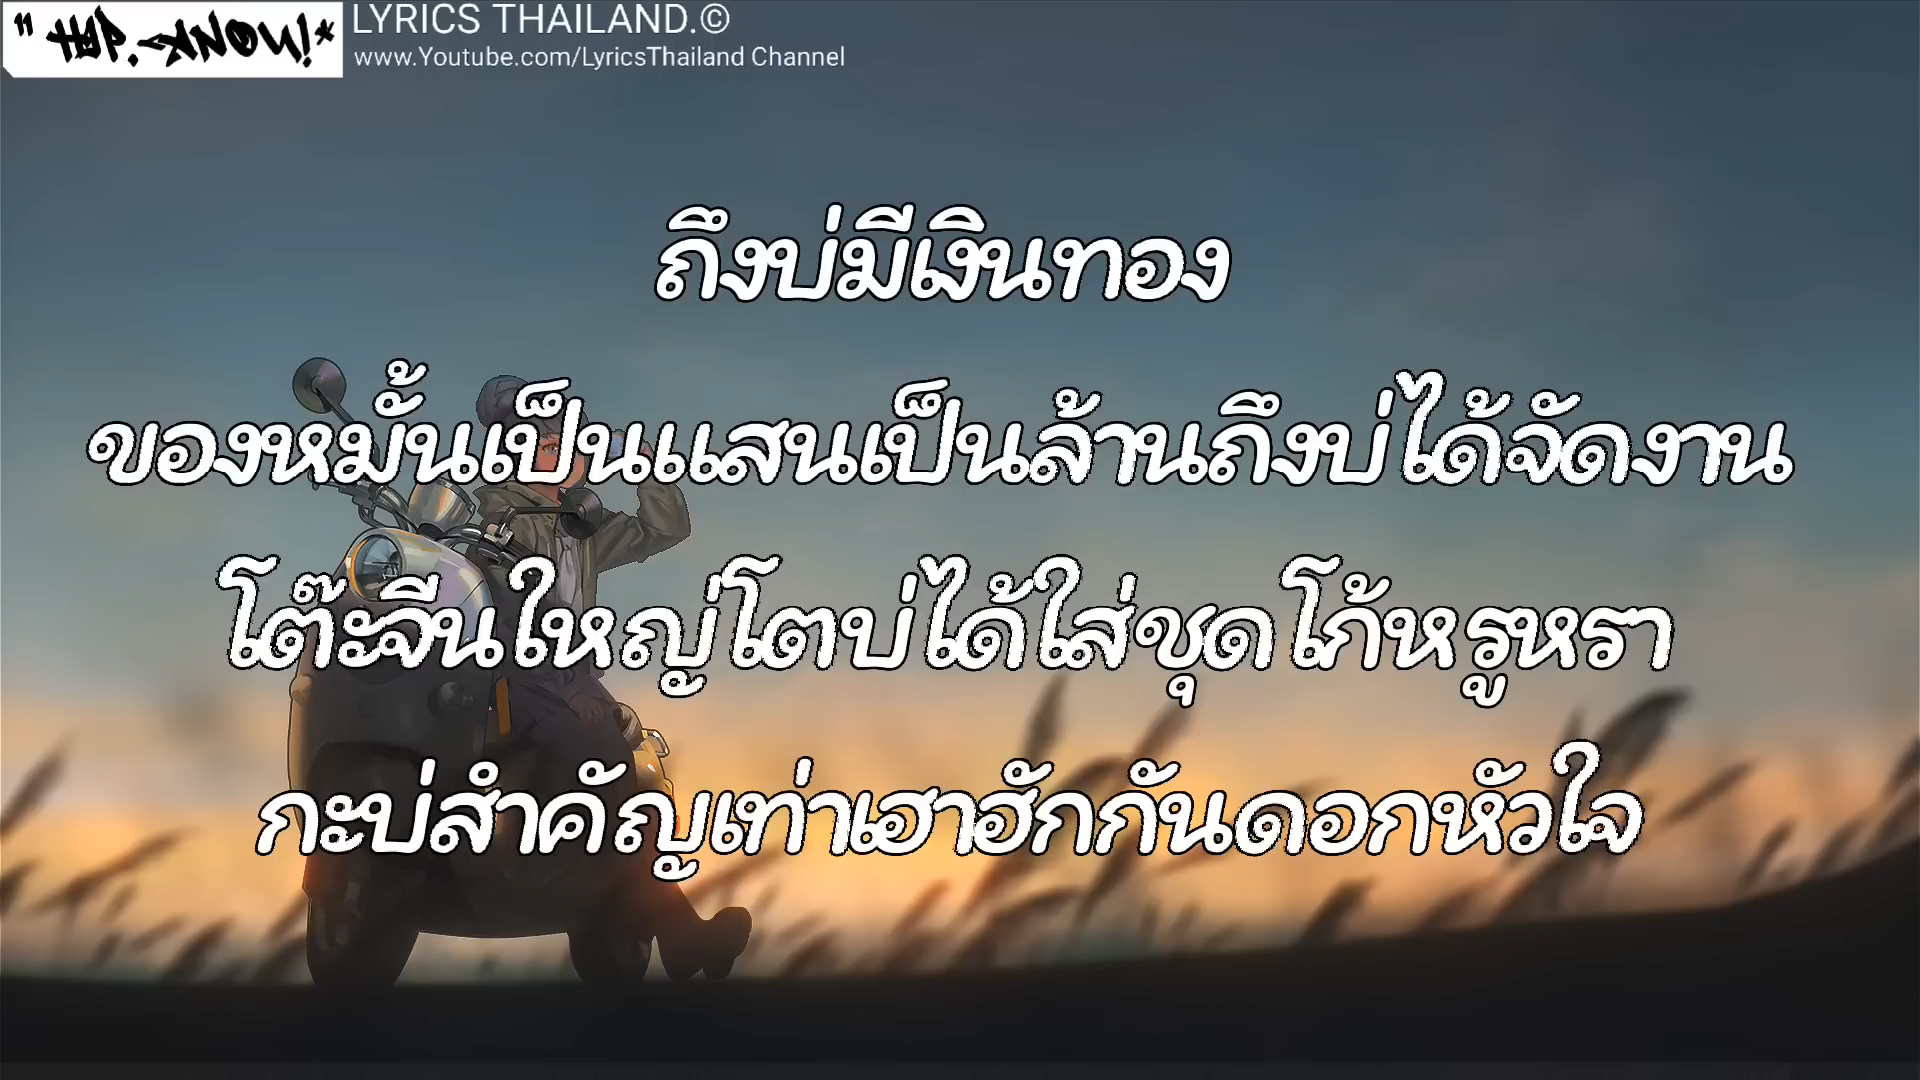 " HYP. KNOW!*
LYRICS THAILAND.©
www.Youtube.com/LyricsThailand Channel
ถึงบ่มีเงินทอง
ของหมั้นเป็นแสนเป็นล้านถึงบ่ได้จัดงาน
โต๊ะจีนใหญ่โตบ่ได้ใส่ชุดโก้หรูหรา
กะบ่สำคัญเท่าเฮาฮักกันดอกหัวใจ